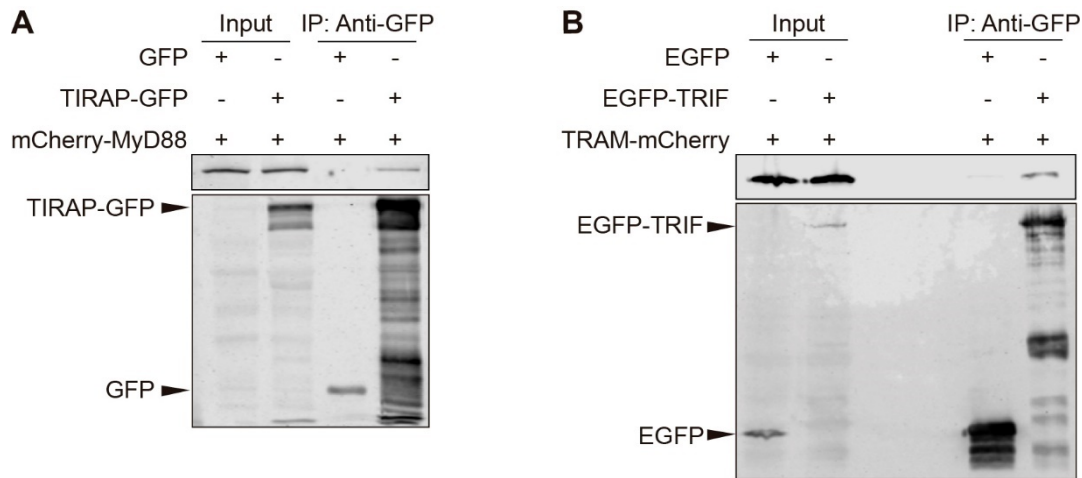 A
Input IP: Anti-GFP
GFP + - + -
TIRAP-GFP - + - +
mCherry-MyD88 + + + +
TIRAP-GFP
GFP
B
Input IP: Anti-GFP
EGFP + - + -
EGFP-TRIF - + - +
TRAM-mCherry + + + +
EGFP-TRIF
EGFP